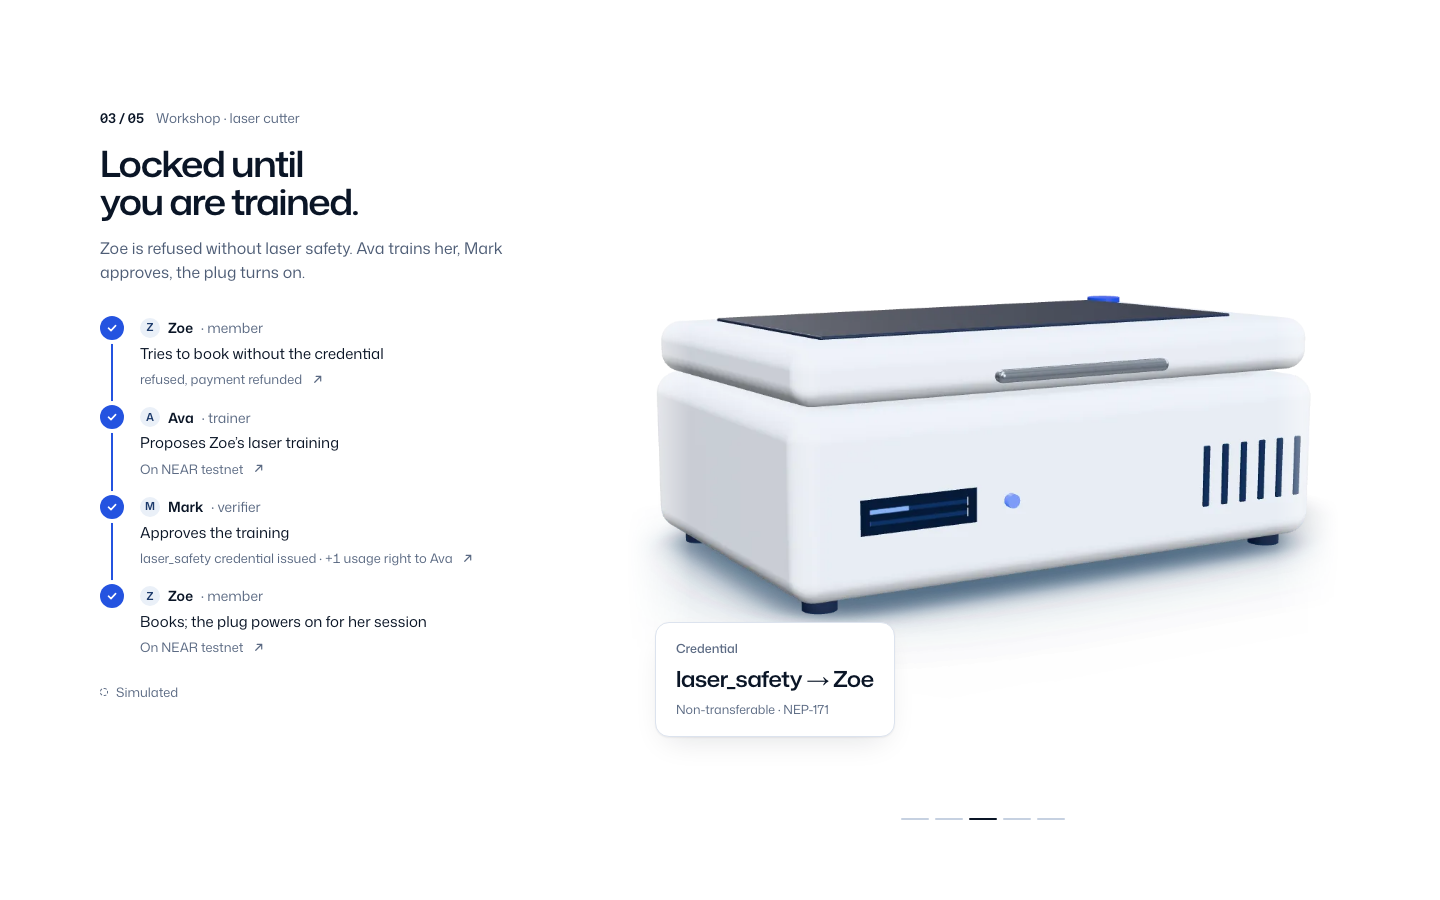 03 / 05 Workshop · laser cutter
Locked until
you are trained.
Zoe is refused without laser safety. Ava trains her, Mark
approves, the plug turns on.
Z Zoe · member
Tries to book without the credential
refused, payment refunded ↗
A Ava · trainer
Proposes Zoe’s laser training
On NEAR testnet ↗
M Mark · verifier
Approves the training
laser_safety credential issued · +1 usage right to Ava ↗
Z Zoe · member
Books; the plug powers on for her session
On NEAR testnet ↗
Simulated
Credential
laser_safety → Zoe
Non-transferable · NEP-171